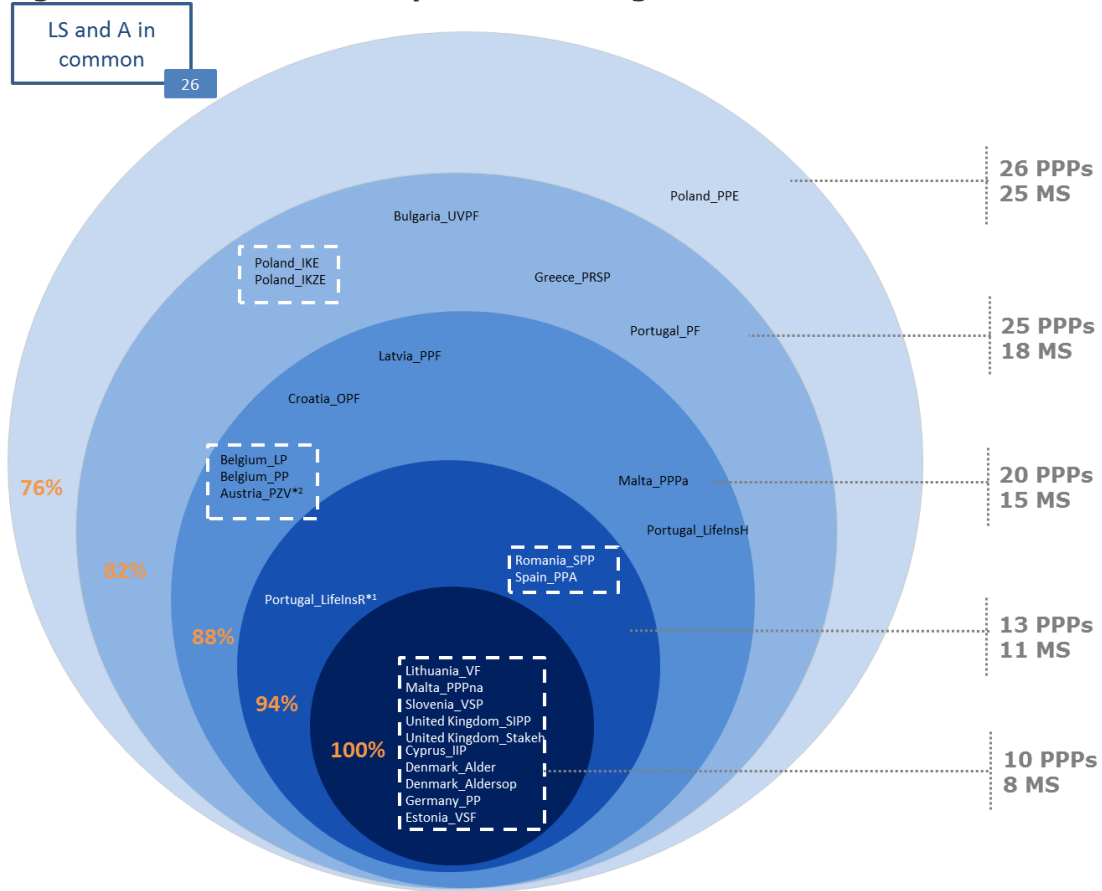 LS and A in
common
26
Poland_PPE
26 PPPs
25 MS
Bulgaria_UVPF
Poland_IKE
Poland_IKZE
Greece_PRSP
Portugal_PF
25 PPPs
18 MS
Latvia_PPF
Croatia_OPF
Belgium_LP
Belgium_PP
Austria_PZV*2
Malta_PPPa
Portugal_LifeInsH
20 PPPs
15 MS
76%
82%
88%
94%
100%
Romania_SPP
Spain_PPA
Portugal_LifeInsR*1
13 PPPs
11 MS
Lithuania_VF
Malta_PPPna
Slovenia_VSP
United Kingdom_SIPP
United Kingdom_Stakeh
Cyprus_IIP
Denmark_Alder
Denmark_Aldersop
Germany_PP
Estonia_VSF
10 PPPs
8 MS